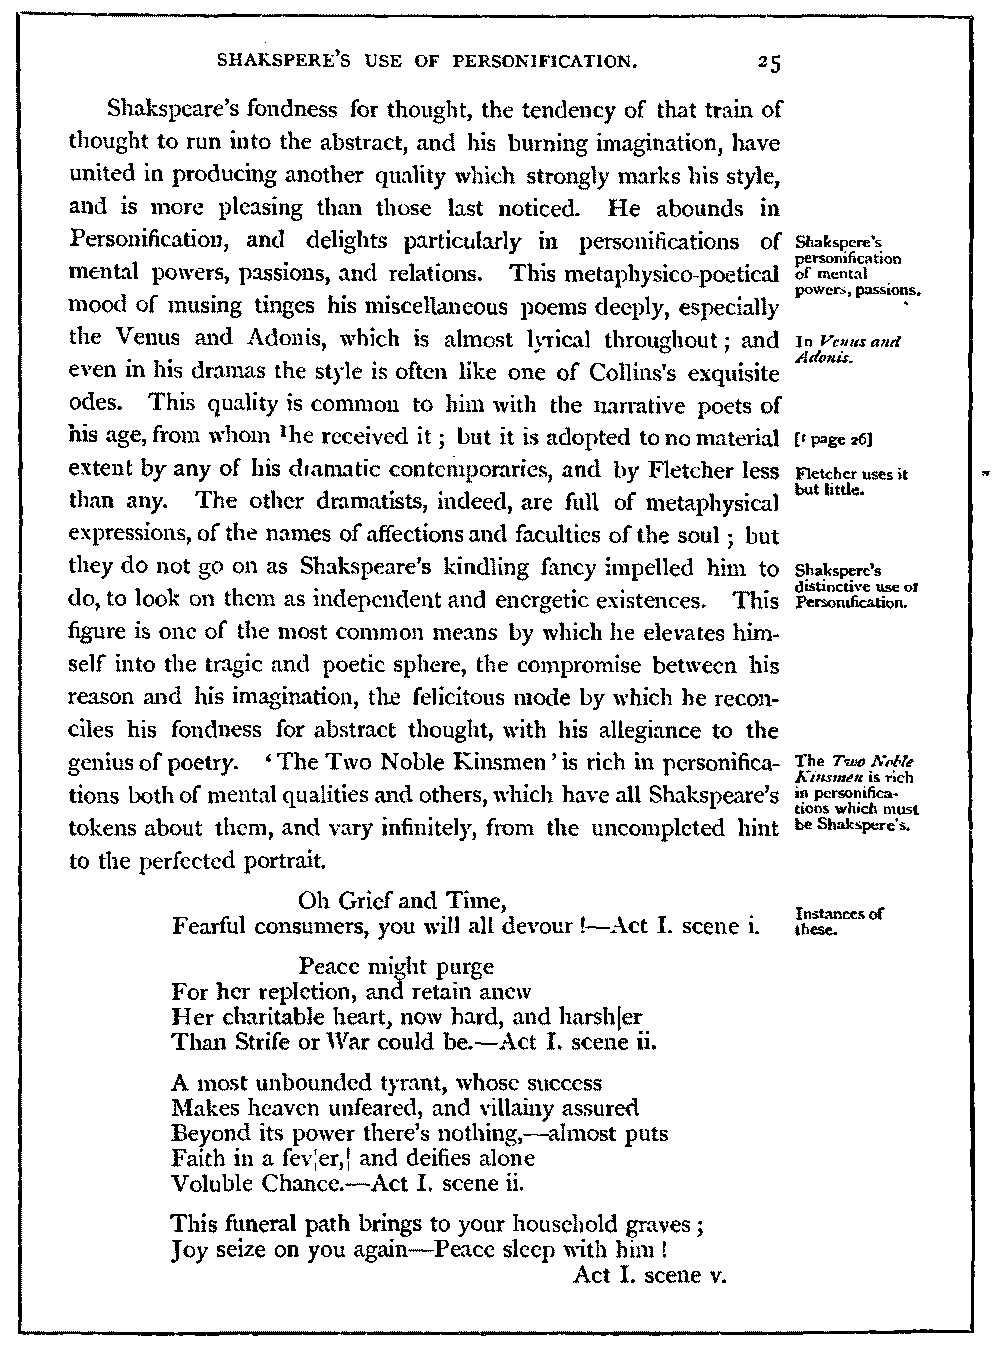 SHAKSPERE'S USE OF PERSONIFICATION. 25
Shakspeare's fondness for thought, the tendency of that train of
thought to run into the abstract, and his burning imagination, have
united in producing another quality which strongly marks his style,
and is more pleasing than those last noticed. He abounds in
Personification, and delights particularly in personifications of
mental powers, passions, and relations. This metaphysico-poetical
mood of musing tinges his miscellaneous poems deeply, especially
the Venus and Adonis, which is almost lyrical throughout; and
even in his dramas the style is often like one of Collins's exquisite
odes. This quality is common to him with the narrative poets of
his age, from whom ¹he received it; but it is adopted to no material
extent by any of his dramatic contemporaries, and by Fletcher less
than any. The other dramatists, indeed, are full of metaphysical
expressions, of the names of affections and faculties of the soul; but
they do not go on as Shakspeare's kindling fancy impelled him to
do, to look on them as independent and energetic existences. This
figure is one of the most common means by which he elevates him-
self into the tragic and poetic sphere, the compromise between his
reason and his imagination, the felicitous mode by which he recon-
ciles his fondness for abstract thought, with his allegiance to the
genius of poetry. 'The Two Noble Kinsmen' is rich in personifica-
tions both of mental qualities and others, which have all Shakspeare's
tokens about them, and vary infinitely, from the uncompleted hint
to the perfected portrait.
Oh Grief and Time,
Fearful consumers, you will all devour!—Act I. scene i.
Peace might purge
For her repletion, and retain anew
Her charitable heart, now hard, and harsh|er
Than Strife or War could be.—Act I. scene ii.
A most unbounded tyrant, whose success
Makes heaven unfeared, and villainy assured
Beyond its power there's nothing,—almost puts
Faith in a fev|er,| and deifies alone
Voluble Chance.—Act I. scene ii.
This funeral path brings to your household graves;
Joy seize on you again—Peace sleep with him!
Act I. scene v.
Shakspere's
personification
of mental
powers, passions.
In Venus and
Adonis.
[¹ page 26]
Fletcher uses it
but little.
Shakspere's
distinctive use of
Personification.
The Two Noble
Kinsmen is rich
in personifica-
tions which must
be Shakspere's.
Instances of
these.